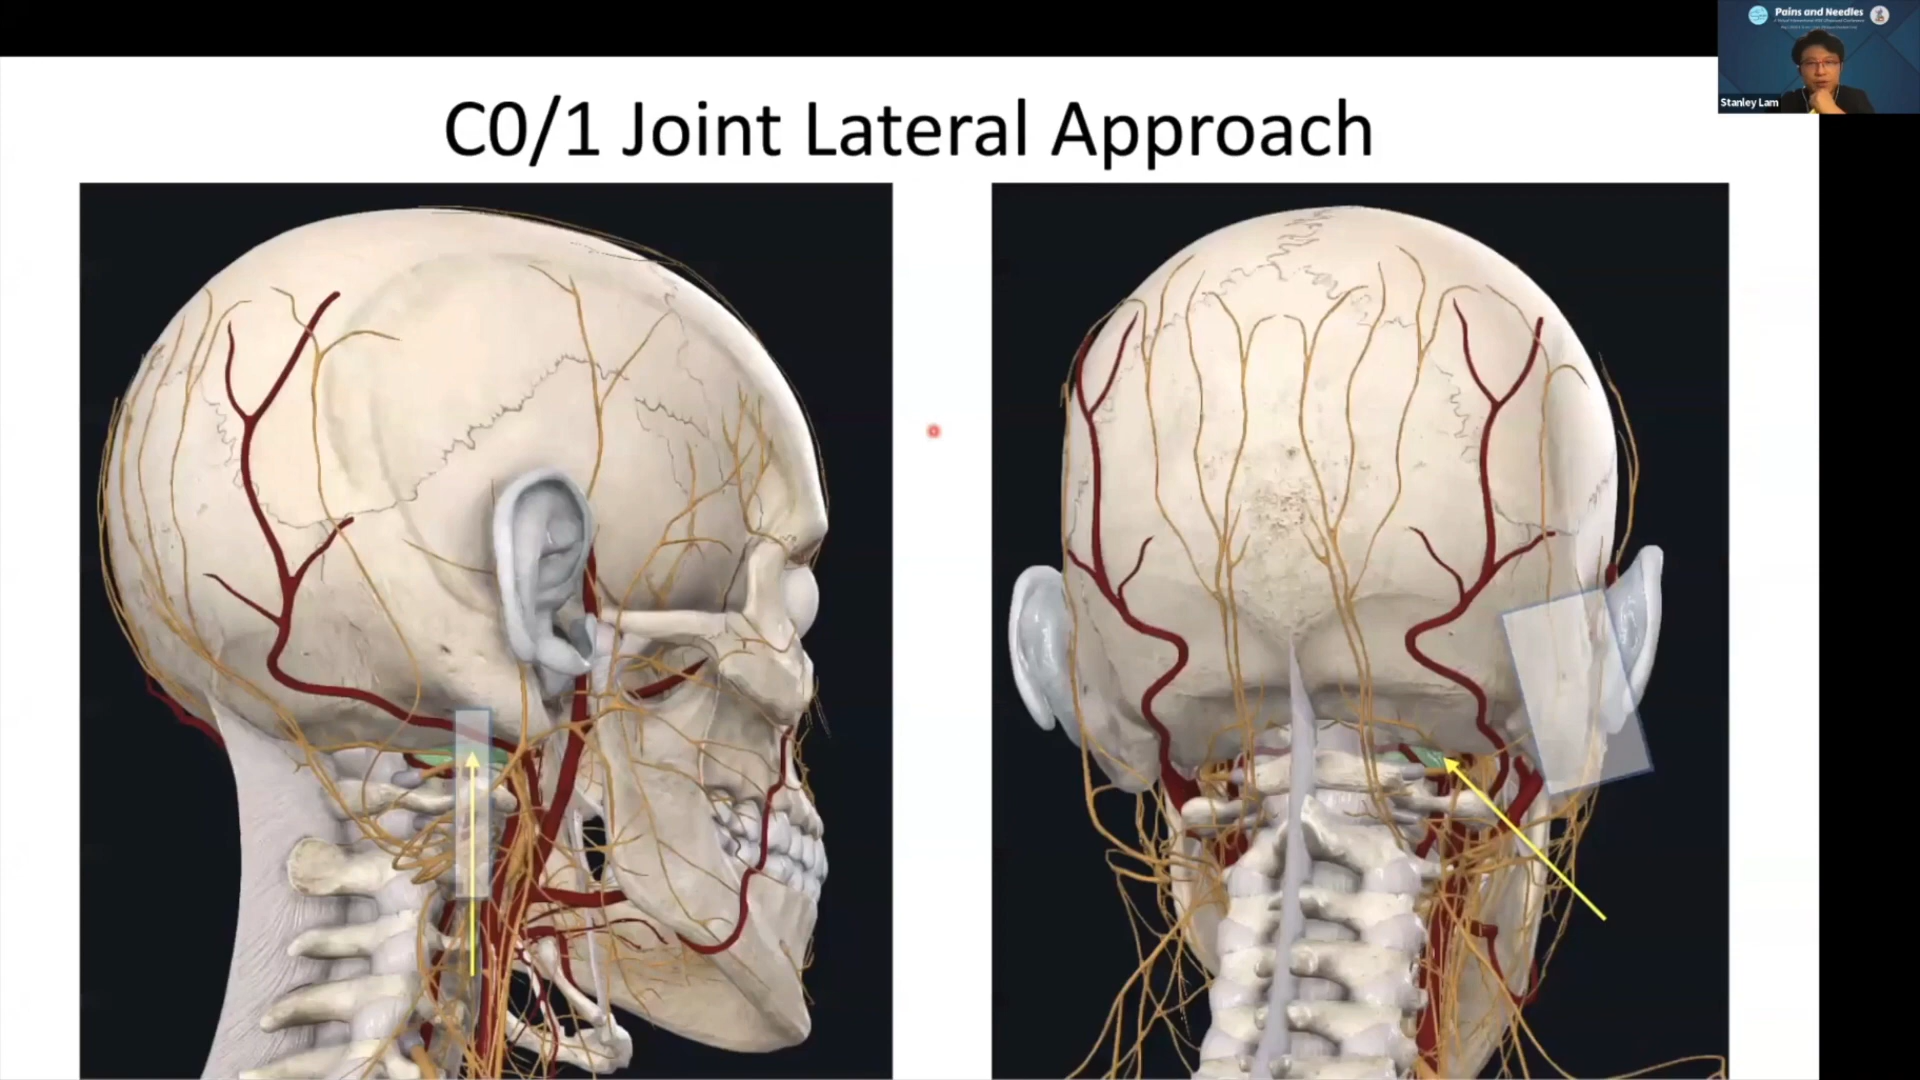 Pains and Needles
C0/1 Joint Lateral Approach
Stanley Lam